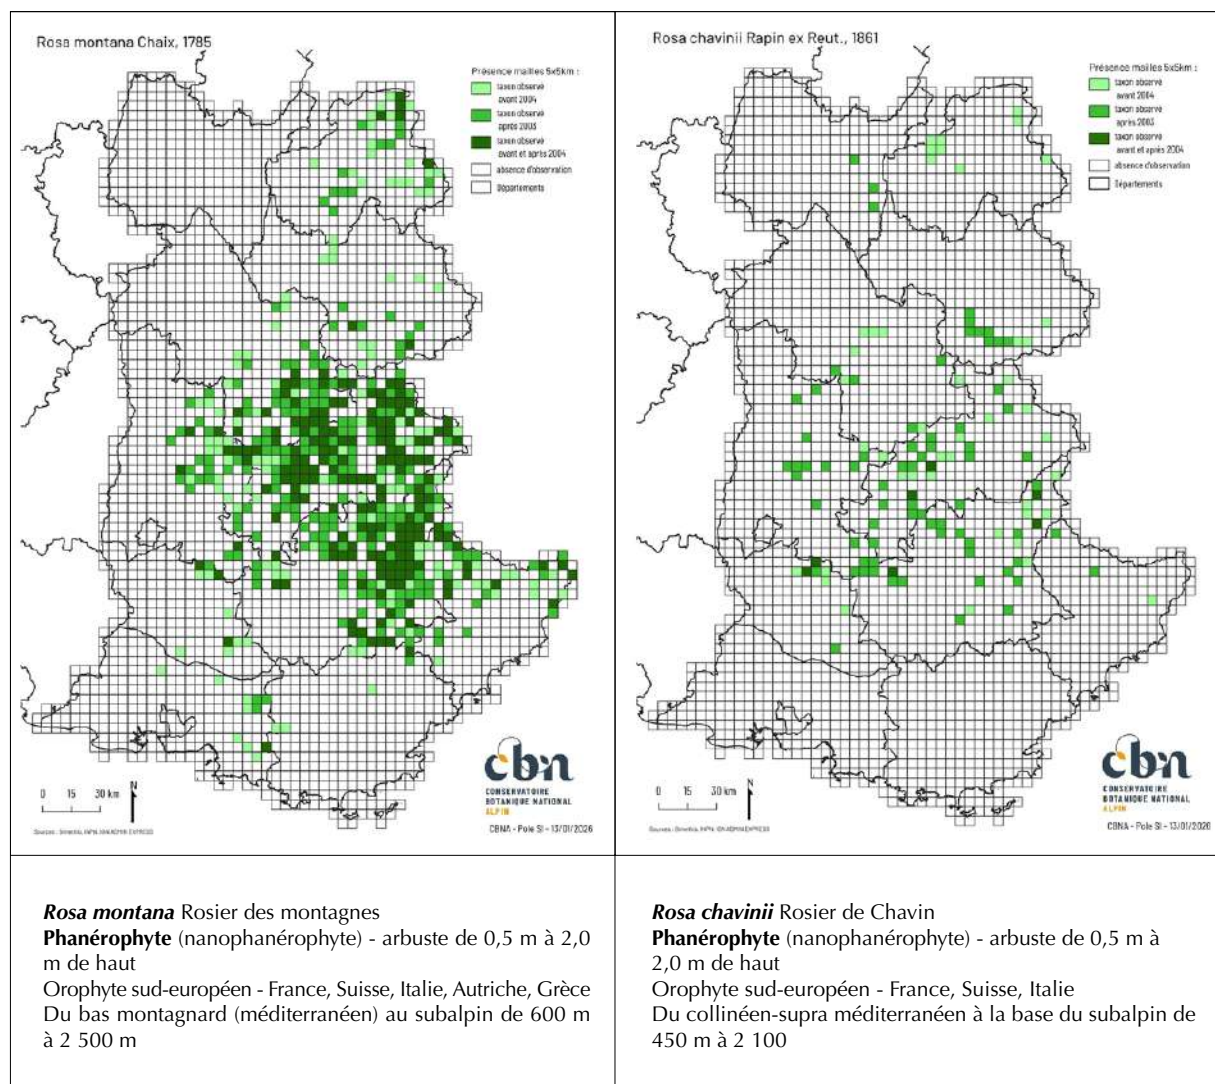 Rosa montana Chaix, 1785
Présence mailles 5x5km :
taxon observé
avant 2004
taxon observé
après 2003
taxon observé
avant et après 2004
absence d'observation
Départements
0 15 30 km
N
cbn
CONSERVATOIRE
BOTANIQUE NATIONAL
ALPIN
CBNA - Pole SI - 13/01/2026
Rosa chavinii Rapin ex Reut., 1861
Présence mailles 5x5km :
taxon observé
avant 2004
taxon observé
après 2003
taxon observé
avant et après 2004
absence d'observation
Départements
0 15 30 km
N
cbn
CONSERVATOIRE
BOTANIQUE NATIONAL
ALPIN
CBNA - Pole SI - 13/01/2026
Rosa montana Rosier des montagnes
Phanérophyte (nanophanérophyte) - arbuste de 0,5 m à 2,0
m de haut
Orophyte sud-européen - France, Suisse, Italie, Autriche, Grèce
Du bas montagnard (méditerranéen) au subalpin de 600 m
à 2 500 m
Rosa chavinii Rosier de Chavin
Phanérophyte (nanophanérophyte) - arbuste de 0,5 m à
2,0 m de haut
Orophyte sud-européen - France, Suisse, Italie
Du collinéen-supra méditerranéen à la base du subalpin de
450 m à 2 100